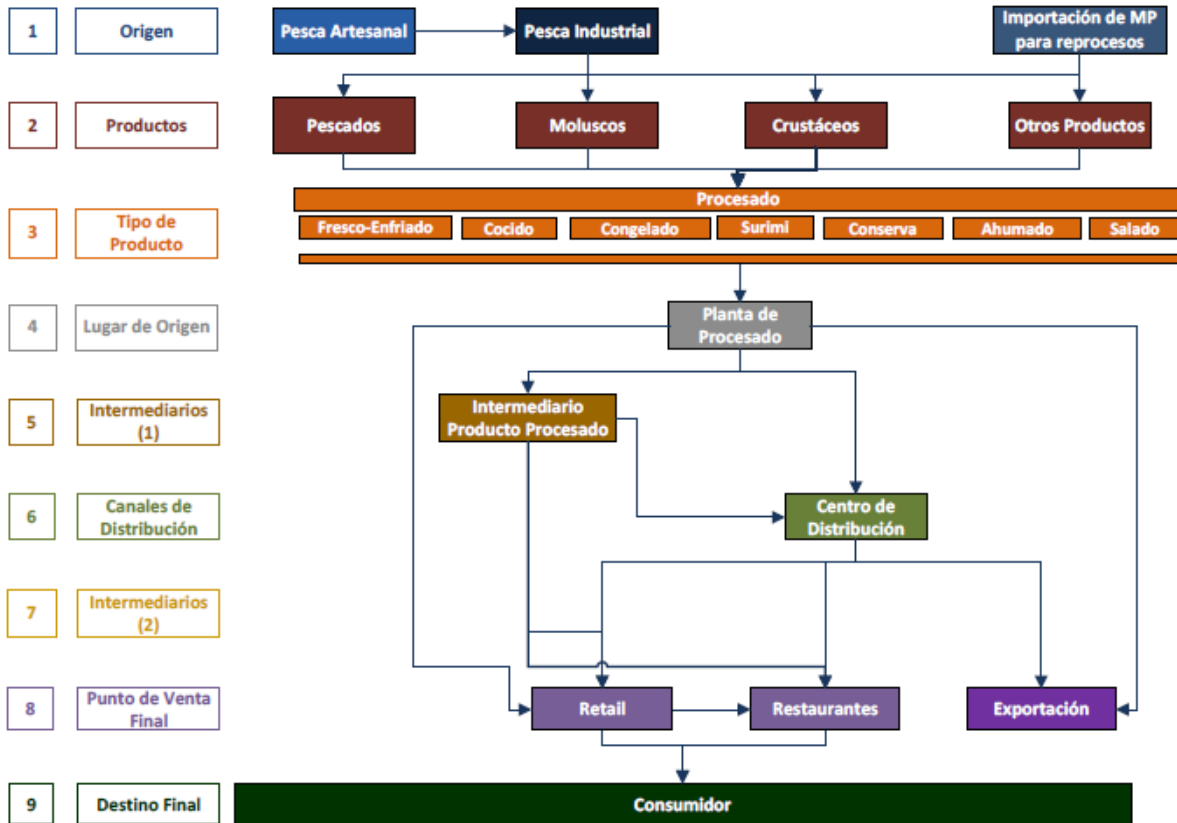 1
Origen
Pesca Artesanal
Pesca Industrial
Importación de MP
para reprocesos
2
Productos
Pescados
Moluscos
Crustáceos
Otros Productos
Procesado
3
Tipo de
Producto
Fresco-Enfriado
Cocido
Congelado
Surimi
Conserva
Ahumado
Salado
4
Lugar de Origen
Planta de
Procesado
5
Intermediarios
(1)
Intermediario
Producto Procesado
6
Canales de
Distribución
Centro de
Distribución
7
Intermediarios
(2)
8
Punto de Venta
Final
Retail
Restaurantes
Exportación
9
Destino Final
Consumidor